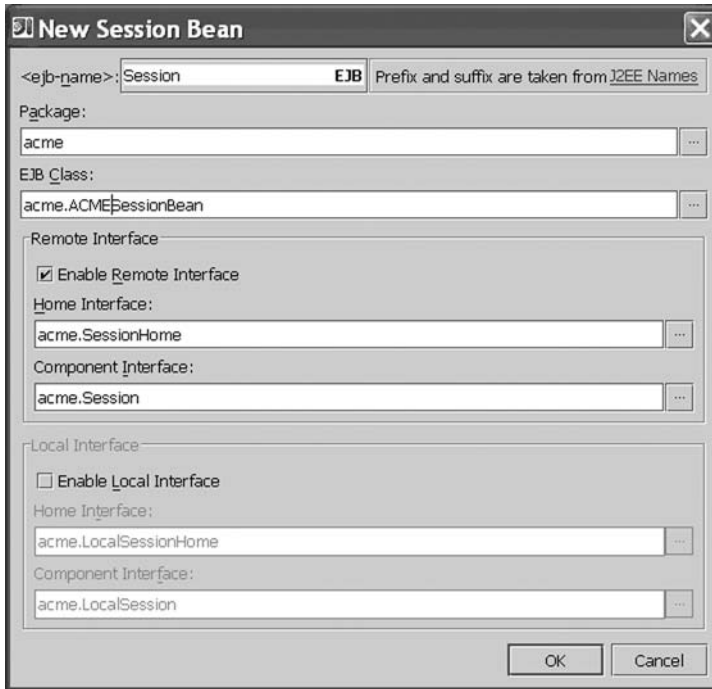 New Session Bean
<ejb-name>: Session EJB Prefix and suffix are taken from J2EE Names
Package:
acme
...
EJB Class:
acme.ACMESessionBean
...
Remote Interface
Enable Remote Interface
Home Interface:
acme.SessionHome
...
Component Interface:
acme.Session
...
Local Interface
Enable Local Interface
Home Interface:
acme.LocalSessionHome
...
Component Interface:
acme.LocalSession
...
OK Cancel